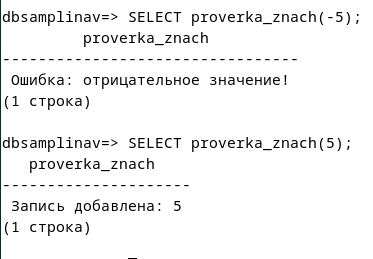 dbsamplinav=> SELECT proverka_znach(-5);
         proverka_znach
---------------------------------
 Ошибка: отрицательное значение!
(1 строка)

dbsamplinav=> SELECT proverka_znach(5);
   proverka_znach
---------------------
 Запись добавлена: 5
(1 строка)